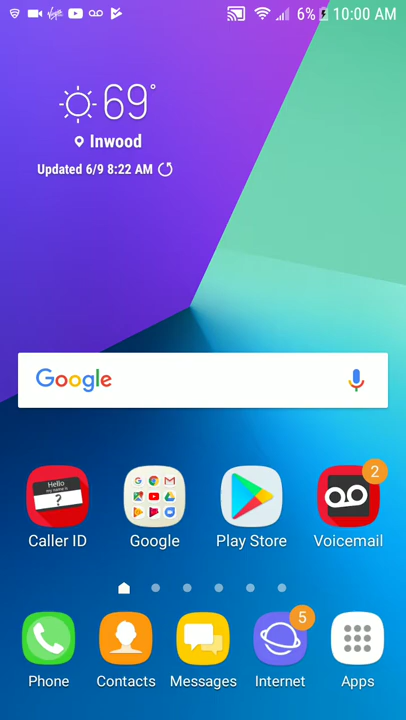 Virgin
6% 10:00 AM
69°
Inwood
Updated 6/9 8:22 AM
Google
Hello
my name is
?
2
Caller ID
Google
Play Store
Voicemail
5
Phone
Contacts
Messages
Internet
Apps